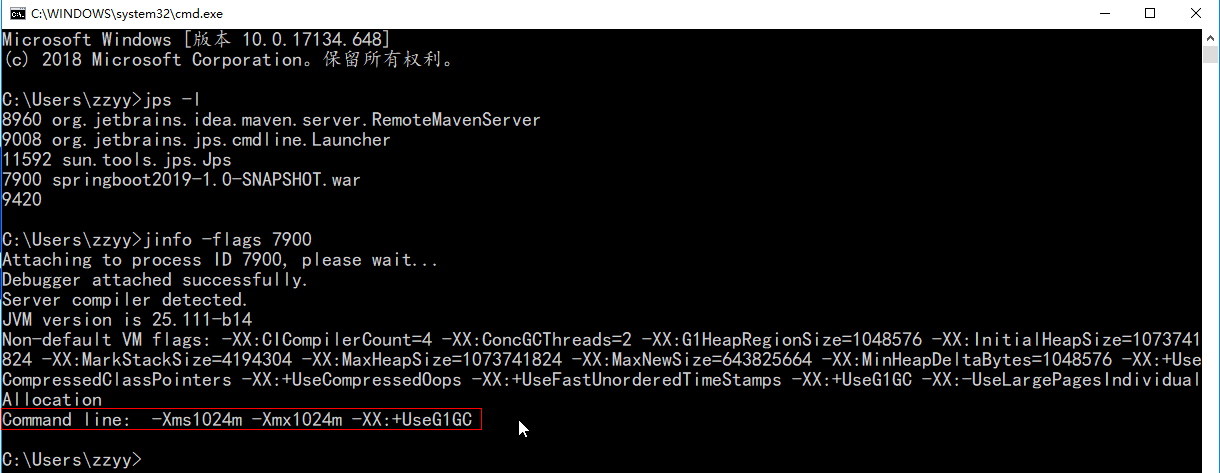 C:\WINDOWS\system32\cmd.exe
Microsoft Windows [版本 10.0.17134.648]
(c) 2018 Microsoft Corporation。保留所有权利。
C:\Users\zzyy>jps -l
8960 org.jetbrains.idea.maven.server.RemoteMavenServer
9008 org.jetbrains.jps.cmdline.Launcher
11592 sun.tools.jps.Jps
7900 springboot2019-1.0-SNAPSHOT.war
9420
C:\Users\zzyy>jinfo -flags 7900
Attaching to process ID 7900, please wait...
Debugger attached successfully.
Server compiler detected.
JVM version is 25.111-b14
Non-default VM flags: -XX:CICompilerCount=4 -XX:ConcGCThreads=2 -XX:G1HeapRegionSize=1048576 -XX:InitialHeapSize=1073741
824 -XX:MarkStackSize=4194304 -XX:MaxHeapSize=1073741824 -XX:MaxNewSize=643825664 -XX:MinHeapDeltaBytes=1048576 -XX:+Use
CompressedClassPointers -XX:+UseCompressedOops -XX:+UseFastUnorderedTimeStamps -XX:+UseG1GC -XX:-UseLargePagesIndividual
Allocation
Command line:  -Xms1024m -Xmx1024m -XX:+UseG1GC
C:\Users\zzyy>